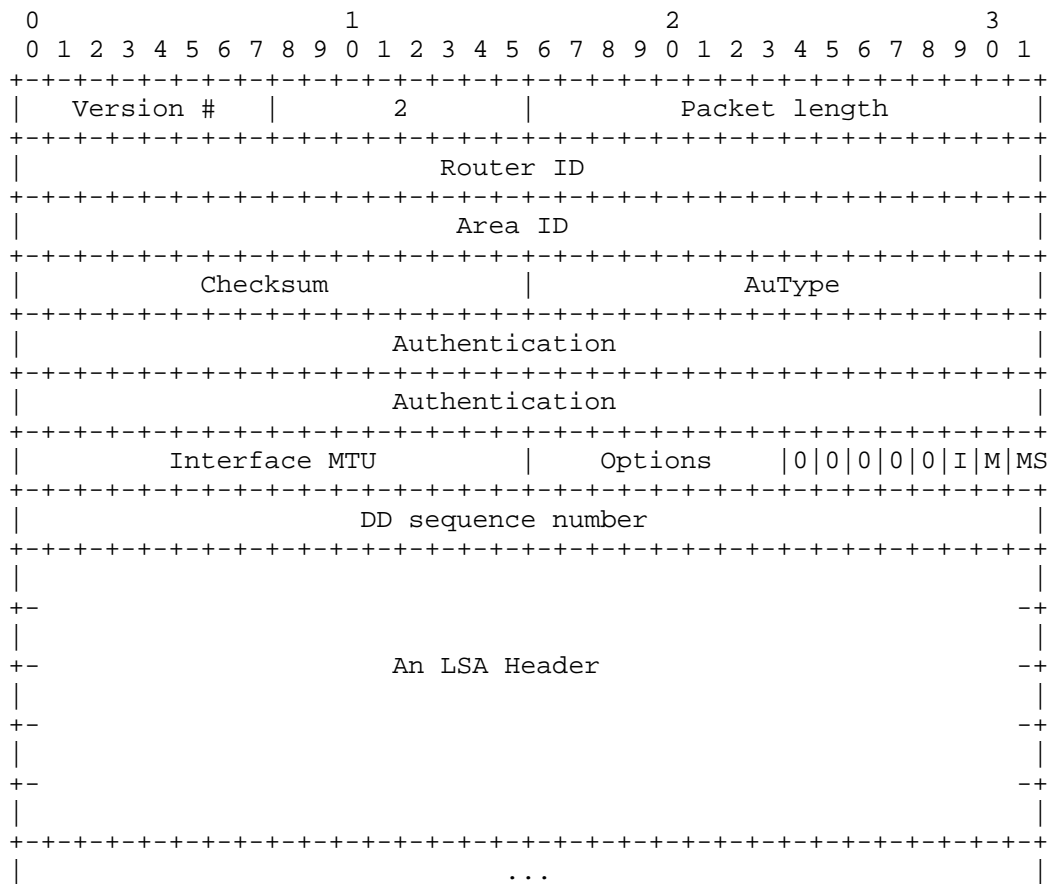 0                   1                   2                   3
 0 1 2 3 4 5 6 7 8 9 0 1 2 3 4 5 6 7 8 9 0 1 2 3 4 5 6 7 8 9 0 1
+-+-+-+-+-+-+-+-+-+-+-+-+-+-+-+-+-+-+-+-+-+-+-+-+-+-+-+-+-+-+-+-+
|   Version #   |       2       |         Packet length         |
+-+-+-+-+-+-+-+-+-+-+-+-+-+-+-+-+-+-+-+-+-+-+-+-+-+-+-+-+-+-+-+-+
|                          Router ID                            |
+-+-+-+-+-+-+-+-+-+-+-+-+-+-+-+-+-+-+-+-+-+-+-+-+-+-+-+-+-+-+-+-+
|                           Area ID                             |
+-+-+-+-+-+-+-+-+-+-+-+-+-+-+-+-+-+-+-+-+-+-+-+-+-+-+-+-+-+-+-+-+
|           Checksum            |             AuType            |
+-+-+-+-+-+-+-+-+-+-+-+-+-+-+-+-+-+-+-+-+-+-+-+-+-+-+-+-+-+-+-+-+
|                       Authentication                          |
+-+-+-+-+-+-+-+-+-+-+-+-+-+-+-+-+-+-+-+-+-+-+-+-+-+-+-+-+-+-+-+-+
|                       Authentication                          |
+-+-+-+-+-+-+-+-+-+-+-+-+-+-+-+-+-+-+-+-+-+-+-+-+-+-+-+-+-+-+-+-+
|         Interface MTU         |    Options    |0|0|0|0|0|I|M|MS
+-+-+-+-+-+-+-+-+-+-+-+-+-+-+-+-+-+-+-+-+-+-+-+-+-+-+-+-+-+-+-+-+
|                     DD sequence number                        |
+-+-+-+-+-+-+-+-+-+-+-+-+-+-+-+-+-+-+-+-+-+-+-+-+-+-+-+-+-+-+-+-+
|                                                               |
+-                                                             -+
|                                                               |
+-                      An LSA Header                          -+
|                                                               |
+-                                                             -+
|                                                               |
+-                                                             -+
|                                                               |
+-+-+-+-+-+-+-+-+-+-+-+-+-+-+-+-+-+-+-+-+-+-+-+-+-+-+-+-+-+-+-+-+
|                              ...                              |